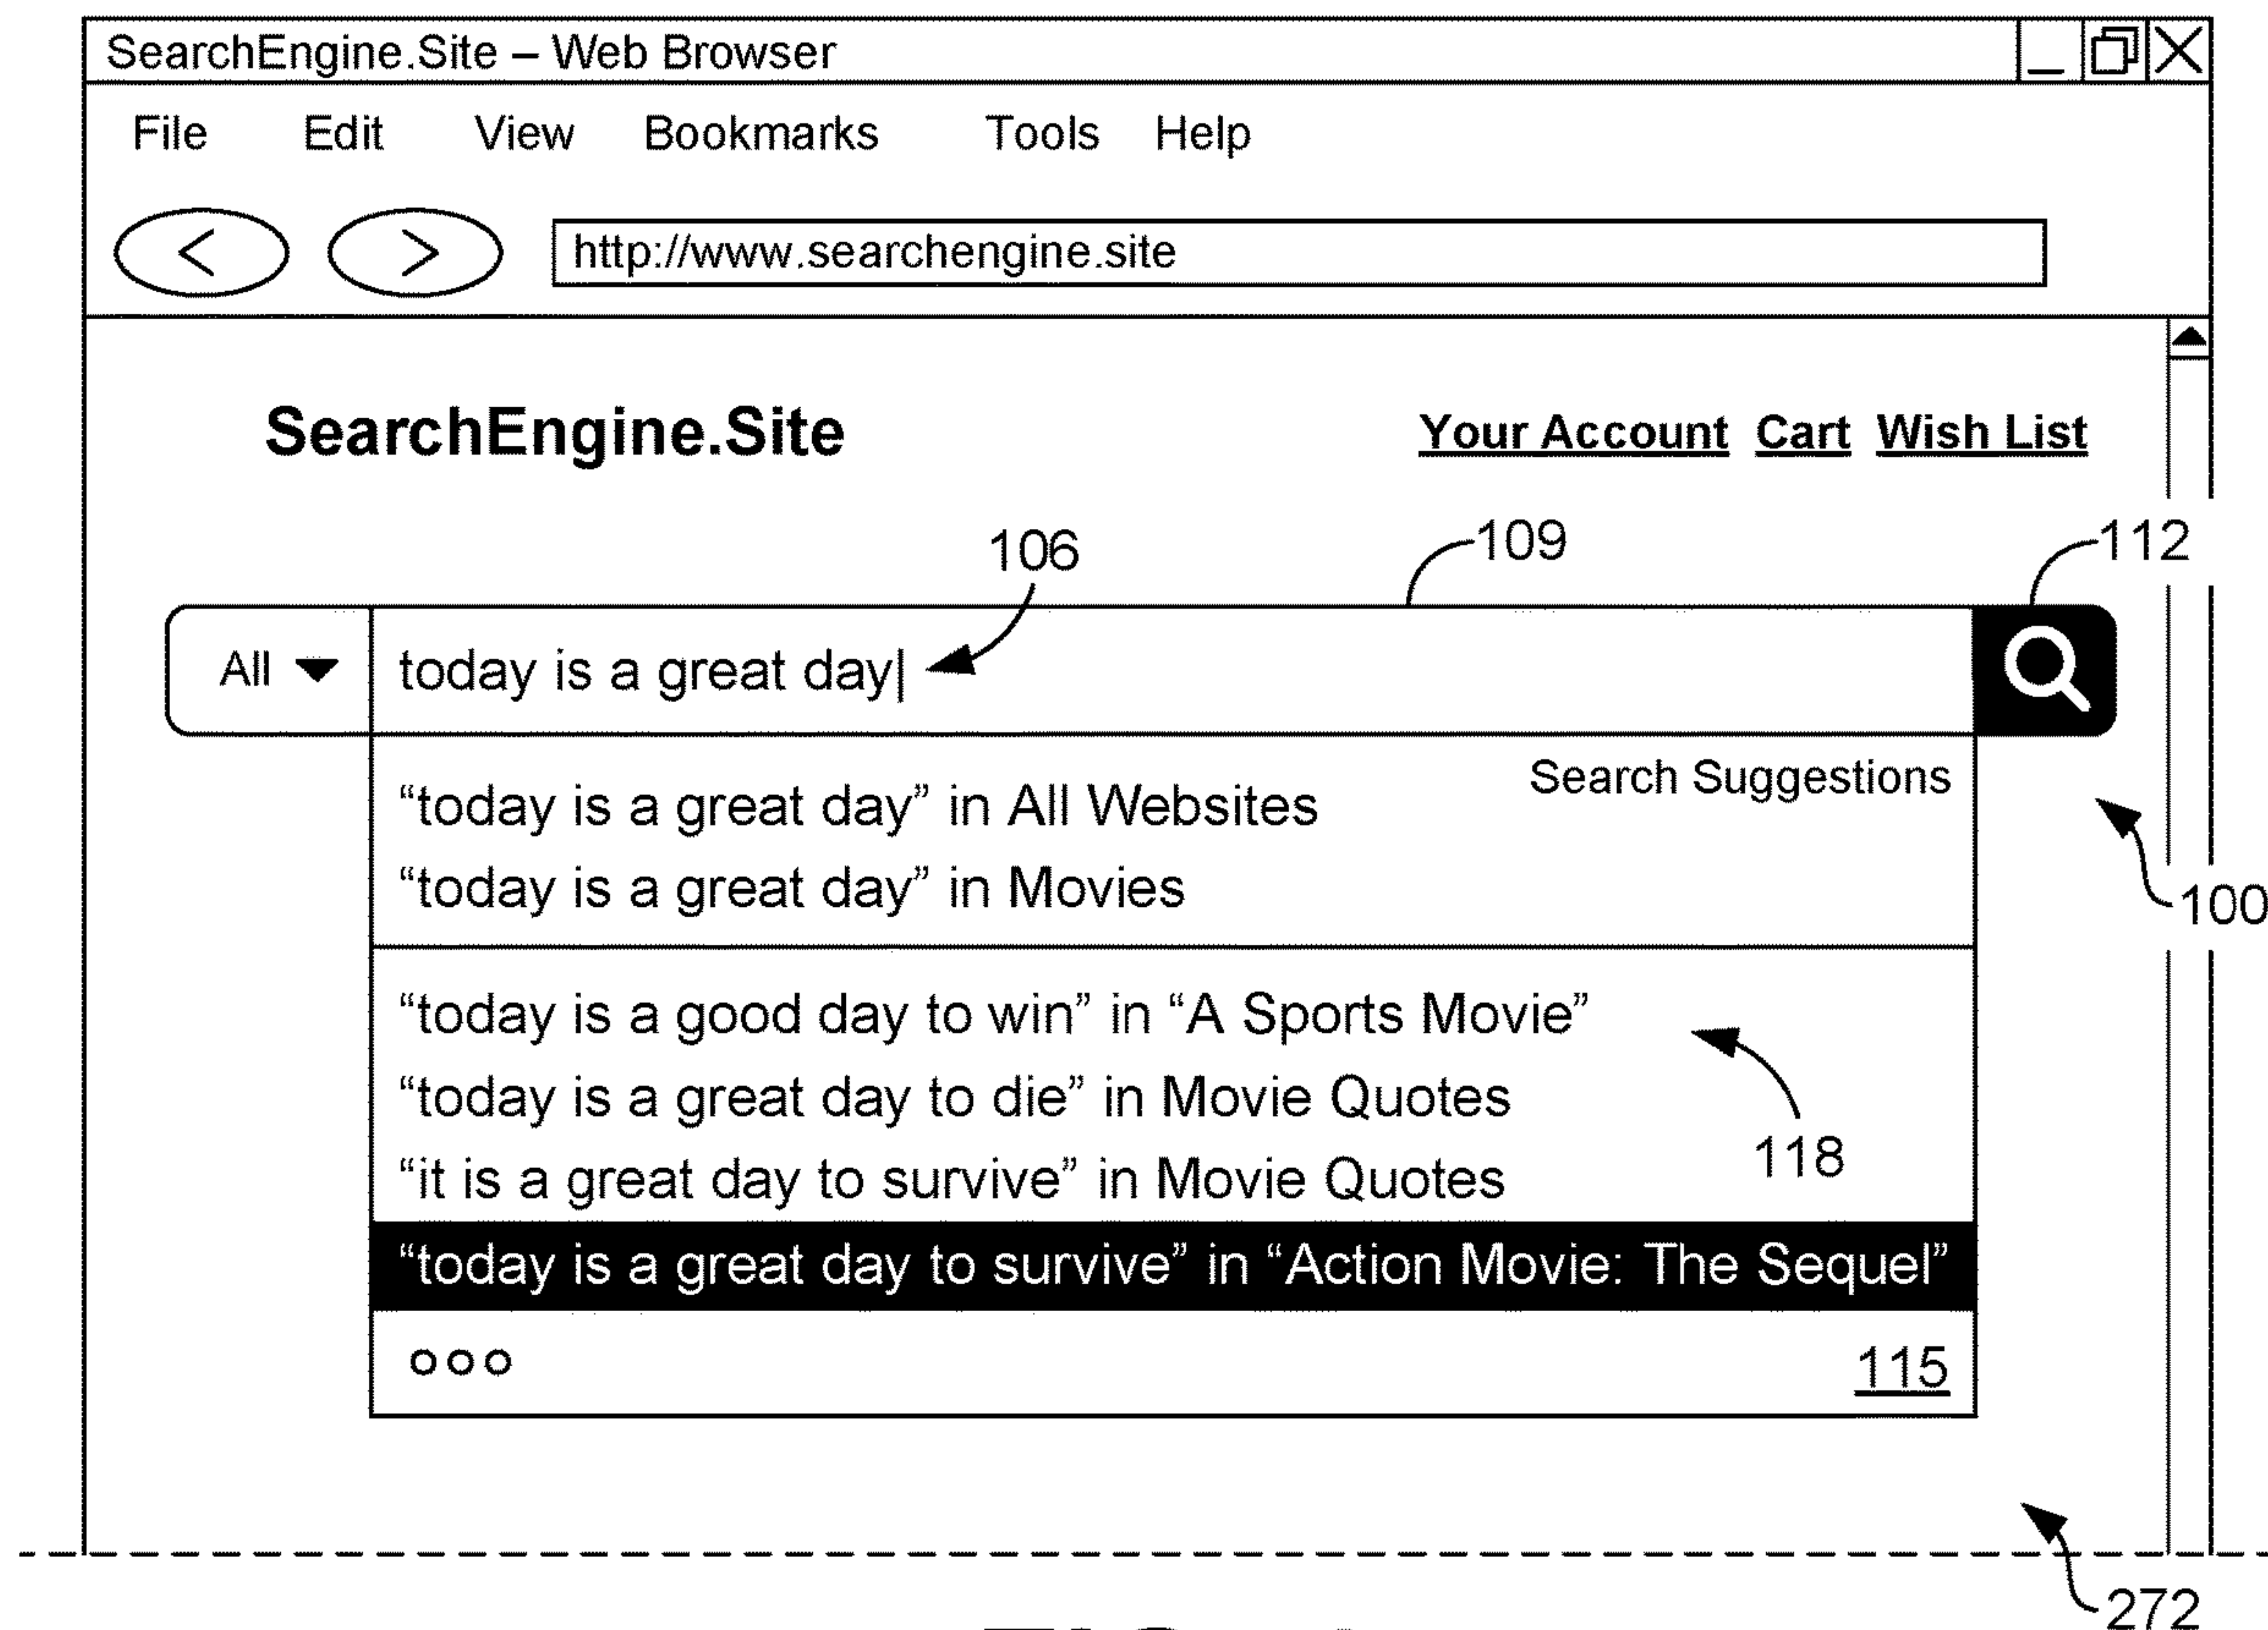 SearchEngine.Site – Web Browser
File Edit View Bookmarks Tools Help
http://www.searchengine.site
SearchEngine.Site Your Account Cart Wish List
106 109 112
All today is a great day
Search Suggestions
“today is a great day” in All Websites
“today is a great day” in Movies
100
“today is a good day to win” in “A Sports Movie”
“today is a great day to die” in Movie Quotes
118
“it is a great day to survive” in Movie Quotes
“today is a great day to survive” in “Action Movie: The Sequel”
115
272